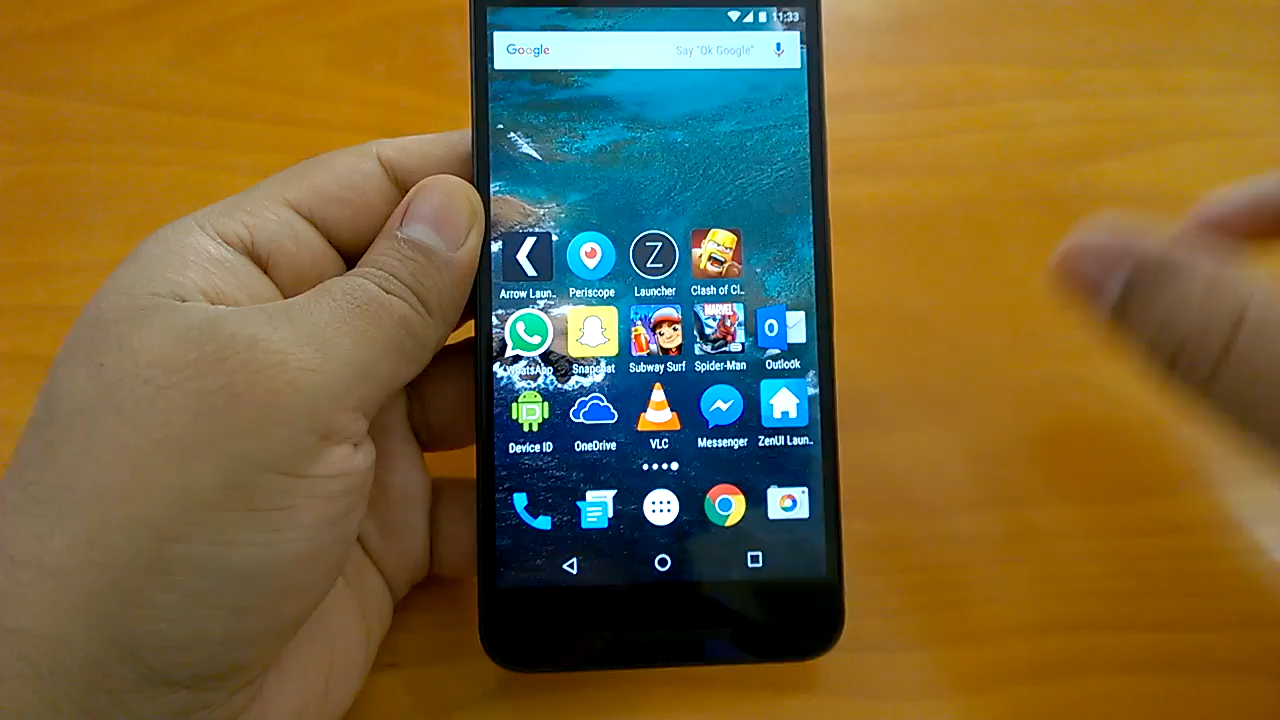 11:33
Google Say "Ok Google"
Arrow Laun.. Periscope Launcher Clash of Cl..
WhatsApp Snapchat Subway Surf Spider-Man Outlook
Device ID OneDrive VLC Messenger ZenUI Laun..
Z
MARVEL
O
D